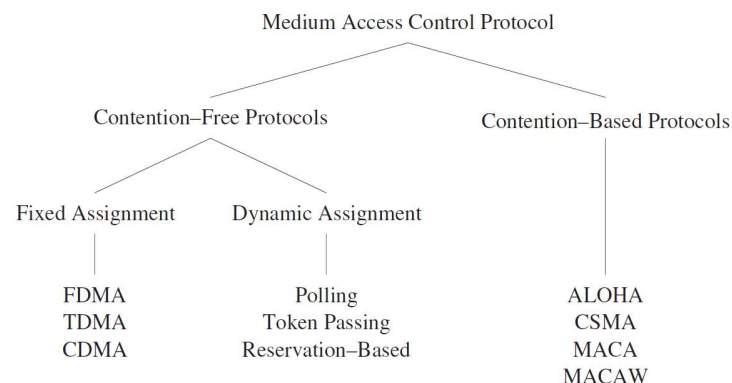 Medium Access Control Protocol
Contention–Free Protocols
Contention–Based Protocols
Fixed Assignment
Dynamic Assignment
FDMA
TDMA
CDMA
Polling
Token Passing
Reservation–Based
ALOHA
CSMA
MACA
MACAW